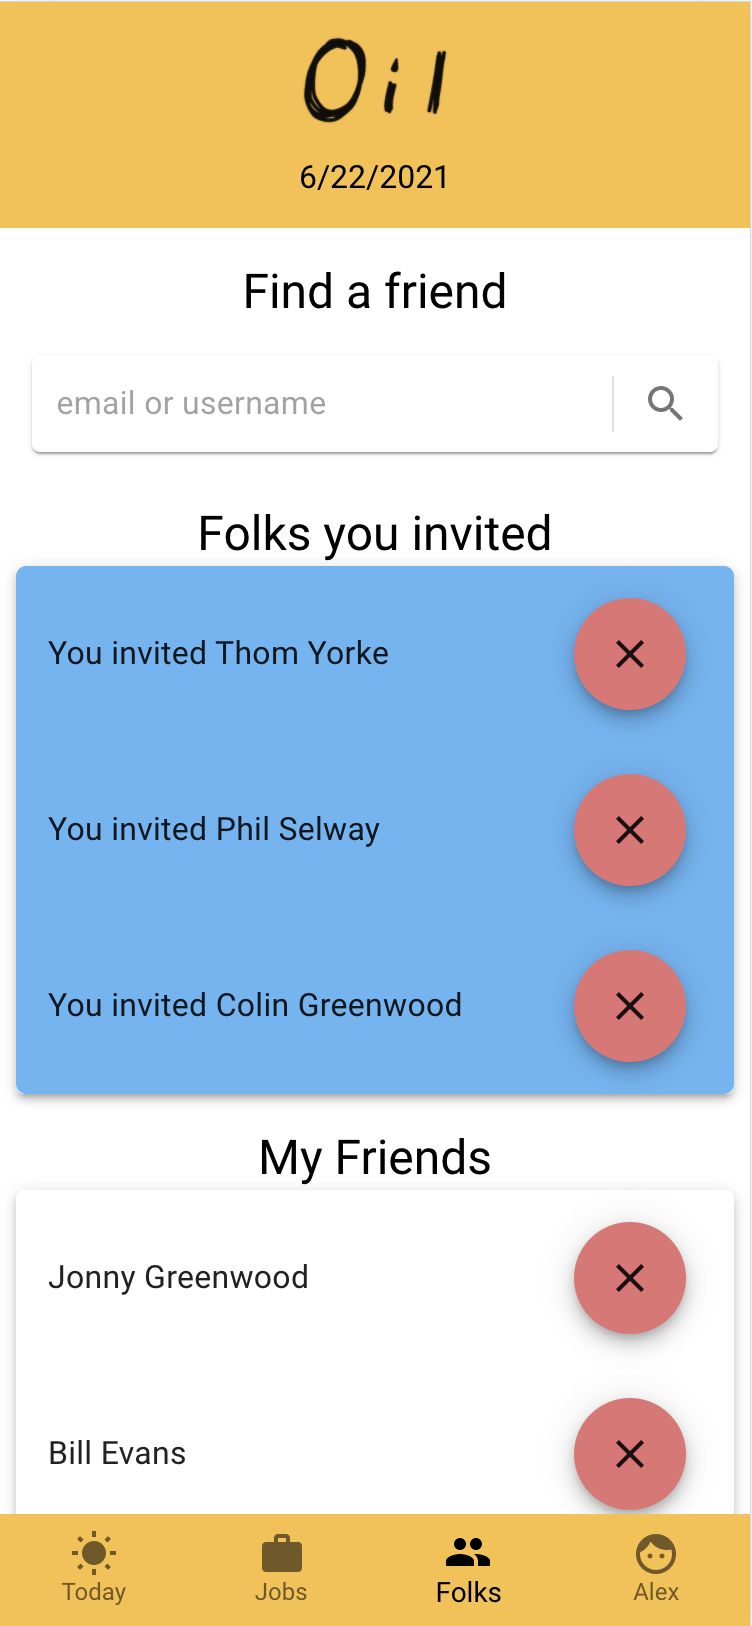 Oil
6/22/2021
Find a friend
email or username
Folks you invited
You invited Thom Yorke
You invited Phil Selway
You invited Colin Greenwood
My Friends
Jonny Greenwood
Bill Evans
Today Jobs Folks Alex